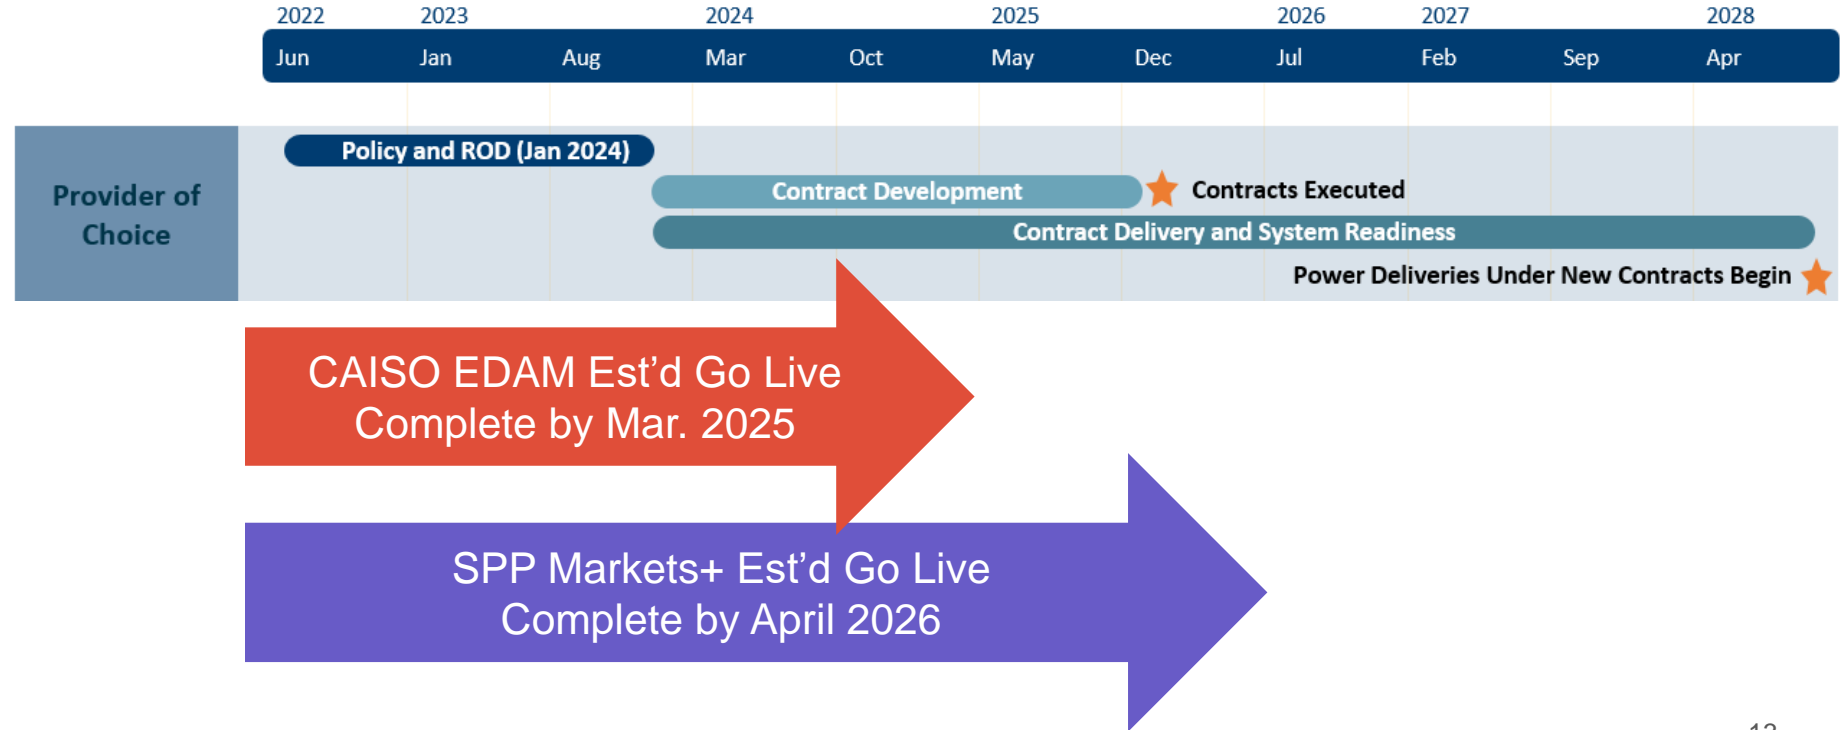 2022 2023 2024 2025 2026 2027 2028
Jun Jan Aug Mar Oct May Dec Jul Feb Sep Apr
Policy and ROD (Jan 2024)
Provider of
Choice
Contract Development
Contracts Executed
Contract Delivery and System Readiness
Power Deliveries Under New Contracts Begin
CAISO EDAM Est’d Go Live
Complete by Mar. 2025
SPP Markets+ Est’d Go Live
Complete by April 2026